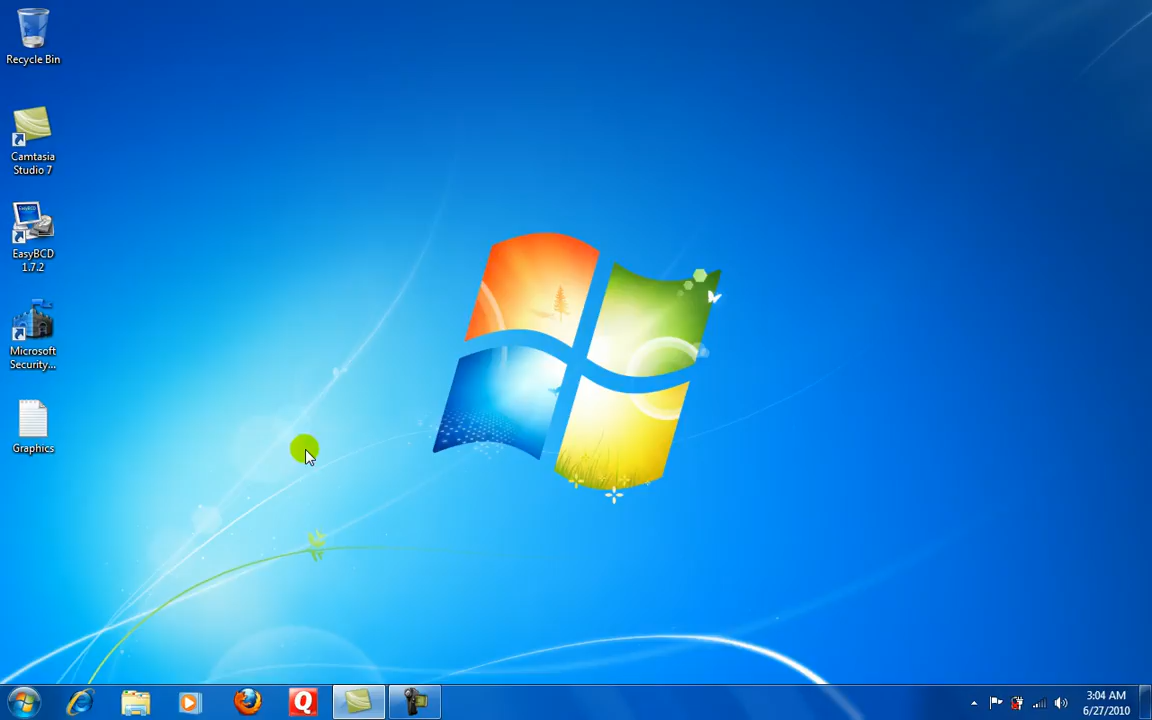 Recycle Bin
Camtasia
Studio 7
EasyBCD
1.7.2
Microsoft
Security...
Graphics
3:04 AM
6/27/2010